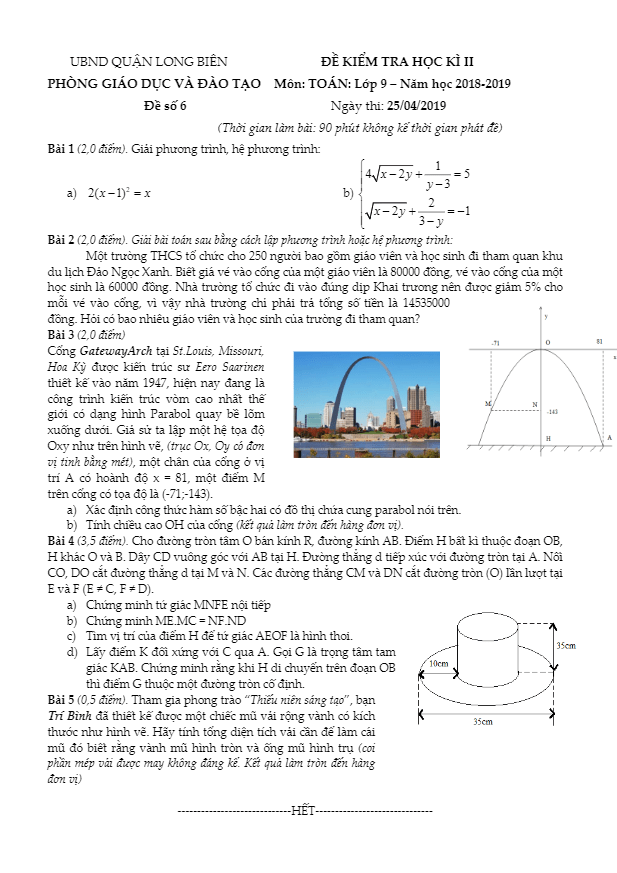 UBND QUẬN LONG BIÊN
PHÒNG GIÁO DỤC VÀ ĐÀO TẠO
Đề số 6
ĐỀ KIỂM TRA HỌC KÌ II
Môn: TOÁN: Lớp 9 – Năm học 2018-2019
Ngày thi: 25/04/2019
(Thời gian làm bài: 90 phút không kể thời gian phát đề)
Bài 1 (2,0 điểm). Giải phương trình, hệ phương trình:
a) 2(x−1)² = x
b) { 4√(x−2y) + 1/(y−3) = 5
√(x−2y) + 2/(3−y) = −1
Bài 2 (2,0 điểm). Giải bài toán sau bằng cách lập phương trình hoặc hệ phương trình:
Một trường THCS tổ chức cho 250 người bao gồm giáo viên và học sinh đi tham quan khu
du lịch Đảo Ngọc Xanh. Biết giá vé vào cổng của một giáo viên là 80000 đồng, vé vào cổng của một
học sinh là 60000 đồng. Nhà trường tổ chức đi vào đúng dịp Khai trương nên được giảm 5% cho
mỗi vé vào cổng, vì vậy nhà trường chỉ phải trả tổng số tiền là 14535000
đồng. Hỏi có bao nhiêu giáo viên và học sinh của trường đi tham quan?
Bài 3 (2,0 điểm)
Cổng GatewayArch tại St.Louis, Missouri,
Hoa Kỳ được kiến trúc sư Eero Saarinen
thiết kế vào năm 1947, hiện nay đang là
công trình kiến trúc vòm cao nhất thế
giới có dạng hình Parabol quay bề lõm
xuống dưới. Giả sử ta lập một hệ tọa độ
Oxy như trên hình vẽ, (trục Ox, Oy có đơn
vị tính bằng mét), một chân của cổng ở vị
trí A có hoành độ x = 81, một điểm M
trên cổng có tọa độ là (-71;-143).
y
-71
O
81
x
M
N
-143
H
A
a) Xác định công thức hàm số bậc hai có đồ thị chứa cung parabol nói trên.
b) Tính chiều cao OH của cổng (kết quả làm tròn đến hàng đơn vị).
Bài 4 (3,5 điểm). Cho đường tròn tâm O bán kính R, đường kính AB. Điểm H bất kì thuộc đoạn OB,
H khác O và B. Dây CD vuông góc với AB tại H. Đường thẳng d tiếp xúc với đường tròn tại A. Nối
CO, DO cắt đường thẳng d tại M và N. Các đường thẳng CM và DN cắt đường tròn (O) lần lượt tại
E và F (E ≠ C, F ≠ D).
a) Chứng minh tứ giác MNFE nội tiếp
b) Chứng minh ME.MC = NF.ND
c) Tìm vị trí của điểm H để tứ giác AEOF là hình thoi.
d) Lấy điểm K đối xứng với C qua A. Gọi G là trọng tâm tam
giác KAB. Chứng minh rằng khi H di chuyển trên đoạn OB
thì điểm G thuộc một đường tròn cố định.
Bài 5 (0,5 điểm). Tham gia phong trào "Thiếu niên sáng tạo", bạn
Trí Bình đã thiết kế được một chiếc mũ vải rộng vành có kích
thước như hình vẽ. Hãy tính tổng diện tích vải cần để làm cái
mũ đó biết rằng vành mũ hình tròn và ống mũ hình trụ (coi
phần mép vải được may không đáng kể. Kết quả làm tròn đến hàng
đơn vị)
35cm
10cm
35cm
-----------------------------HẾT------------------------------